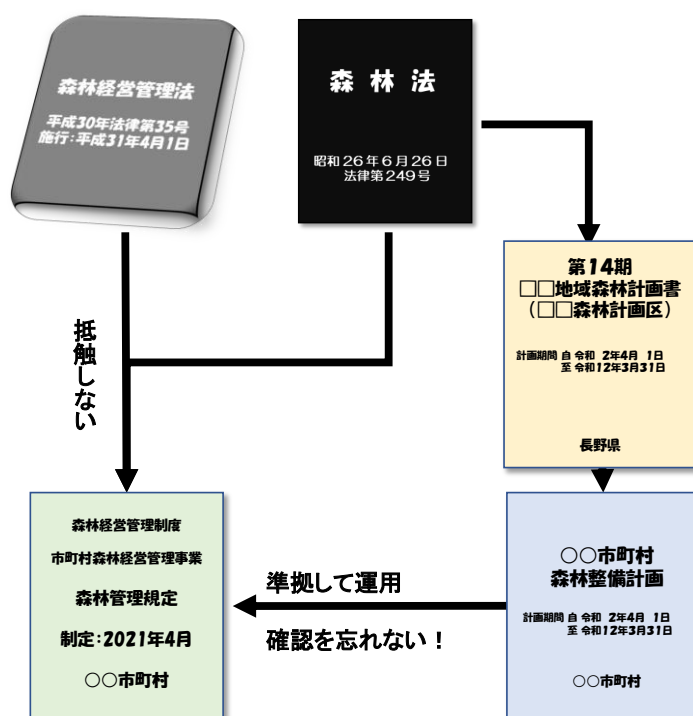 森林経営管理法
平成30年法律第35号
施行:平成31年4月1日
森 林 法
昭和26年6月26日
法律第249号
第14期
□□地域森林計画書
(□□森林計画区)
計画期間 自 令和 2年4月 1日
至 令和12年3月31日
長野県
抵触しない
森林経営管理制度
市町村森林経営管理事業
森林管理規定
制定:2021年4月
○○市町村
準拠して運用
確認を忘れない!
○○市町村
森林整備計画
計画期間 自 令和 2年4月 1日
至 令和12年3月31日
○○市町村